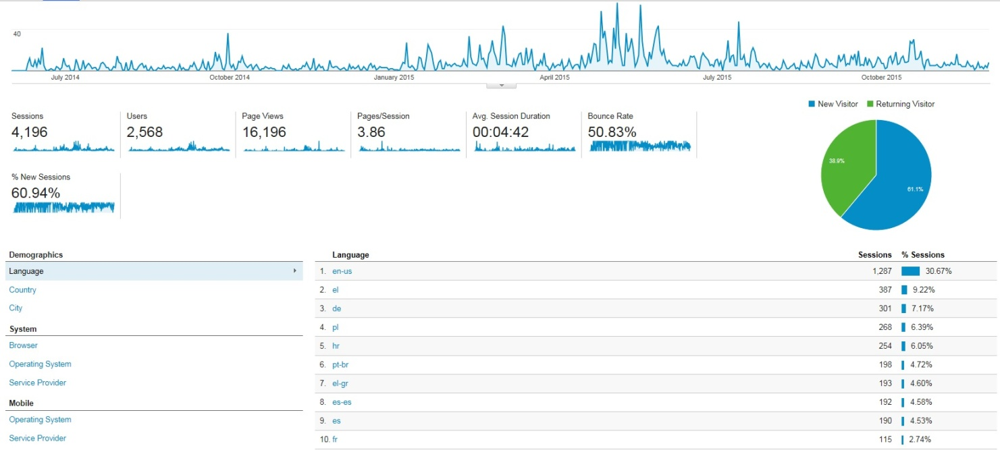 40
July 2014 October 2014 January 2015 April 2015 July 2015 October 2015
New Visitor Returning Visitor
Sessions Users Page Views Pages/Session Avg. Session Duration Bounce Rate
4,196 2,568 16,196 3.86 00:04:42 50.83%
38.9%
61.1%
% New Sessions
60.94%
Demographics
Language
Country
City
System
Browser
Operating System
Service Provider
Mobile
Operating System
Service Provider
Language Sessions % Sessions
1. en-us 1,287 30.67%
2. el 387 9.22%
3. de 301 7.17%
4. pl 268 6.39%
5. hr 254 6.05%
6. pt-br 198 4.72%
7. el-gr 193 4.60%
8. es-es 192 4.58%
9. es 190 4.53%
10. fr 115 2.74%